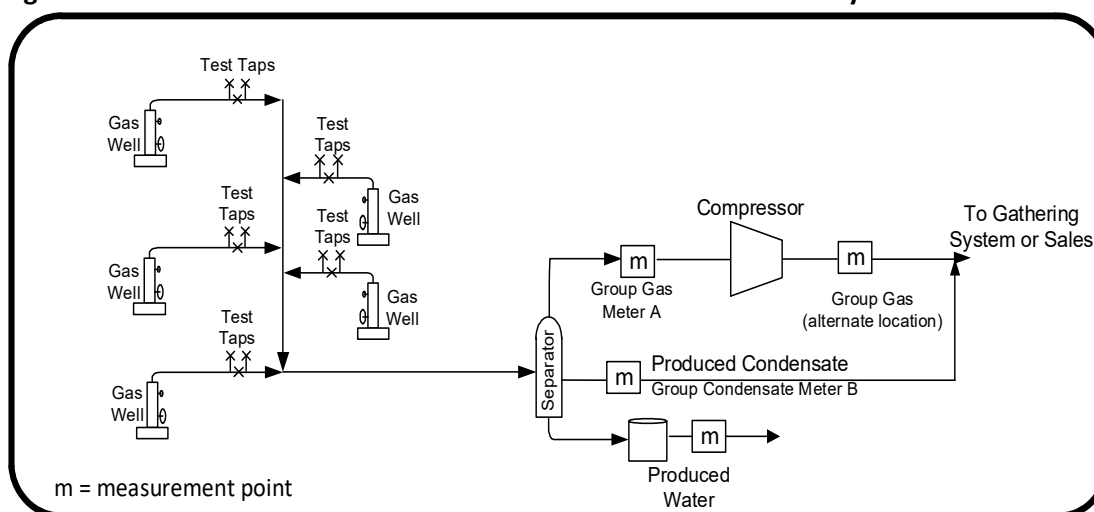 Test Taps
Gas
Well
Test
Taps
Gas
Well
Test
Taps
Gas
Well
Test
Taps
Gas
Well
Test
Taps
Gas
Well
Compressor
To Gathering
System or Sales
m
Group Gas
Meter A
m
Group Gas
(alternate location)
Separator
m
Produced Condensate
Group Condensate Meter B
m
Produced
Water
m = measurement point